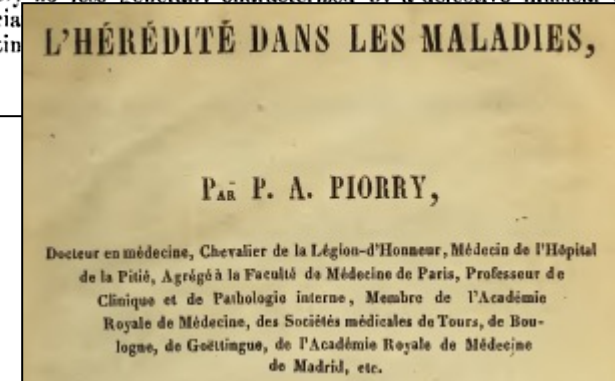 L'HÉRÉDITÉ DANS LES MALADIES,
PAR P. A. PIORRY,
Docteur en médecine, Chevalier de la Légion-d'Honneur, Médecin de l'Hôpital
de la Pitié, Agrégé à la Faculté de Médecine de Paris, Professeur de
Clinique et de Pathologie interne, Membre de l'Académie
Royale de Médecine, des Sociétés médicales de Tours, de Bou-
logne, de Goëttingue, de l'Académie Royale de Médecine
de Madrid, etc.